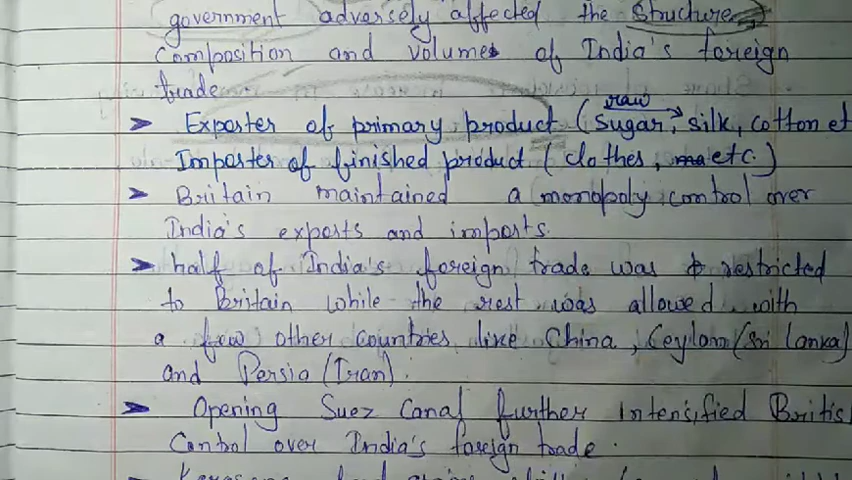 government adversely affected the structure,
composition and volumes of India's foreign
trade.
➤ Exporter of primary product (raw sugar, silk, cotton et
Importer of finished product (clothes, etc.)
➤ Britain maintained a monopoly control over
India's exports and imports.
➤ half of India's foreign trade was restricted
to Britain while the rest was allowed with
a few other countries like China, Ceylon (Sri lanka)
and Persia (Iran).
➤ Opening Suez Canal further intensified Britis
Control over India's foreign trade.